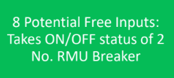 8 Potential Free Inputs:
Takes ON/OFF status of 2
No. RMU Breaker